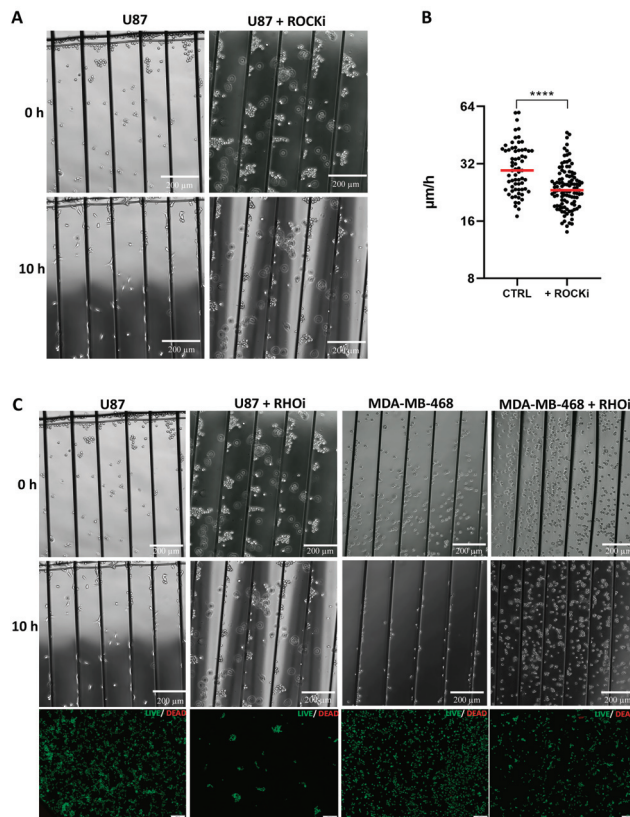 A
U87
U87 + ROCKi
0 h
200 µm
200 µm
10 h
200 µm
200 µm
B
****
64
32
16
8
µm/h
CTRL
+ ROCKi
C
U87
U87 + RHOi
MDA-MB-468
MDA-MB-468 + RHOi
0 h
200 µm
200 µm
200 µm
200 µm
10 h
200 µm
200 µm
200 µm
200 µm
LIVE/ DEAD
LIVE/ DEAD
LIVE/ DEAD
LIVE/ DEAD